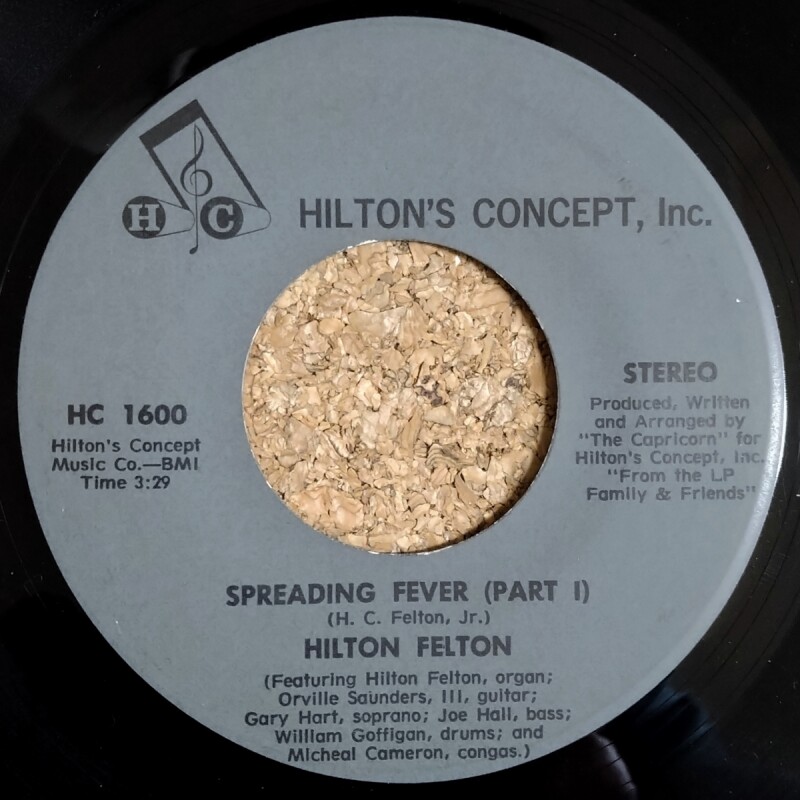 H C
HILTON'S CONCEPT, Inc.
STEREO
Produced, Written
and Arranged by
"The Capricorn" for
Hilton's Concept, Inc.
"From the LP
Family & Friends"
HC 1600
Hilton's Concept
Music Co.—BMI
Time 3:29
SPREADING FEVER (PART I)
(H. C. Felton, Jr.)
HILTON FELTON
(Featuring Hilton Felton, organ;
Orville Saunders, III, guitar;
Gary Hart, soprano; Joe Hall, bass;
William Goffigan, drums; and
Micheal Cameron, congas.)